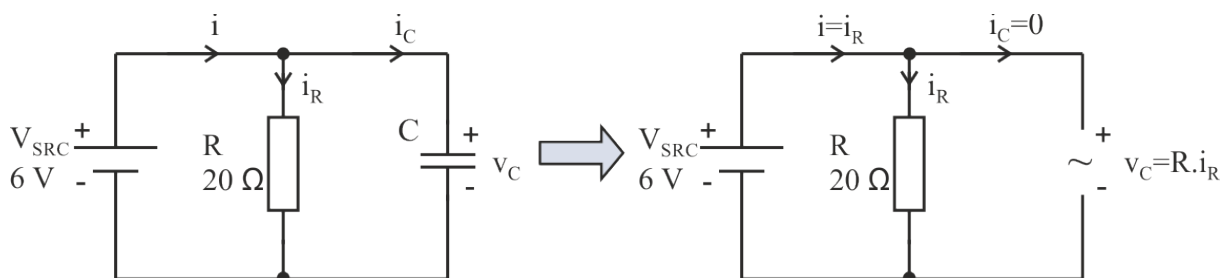 i
i_C
i_R
V_SRC
+
6 V
-
R
20 Ω
C
+
v_C
-
i=i_R
i_C=0
i_R
V_SRC
+
6 V
-
R
20 Ω
+
~
v_C=R.i_R
-